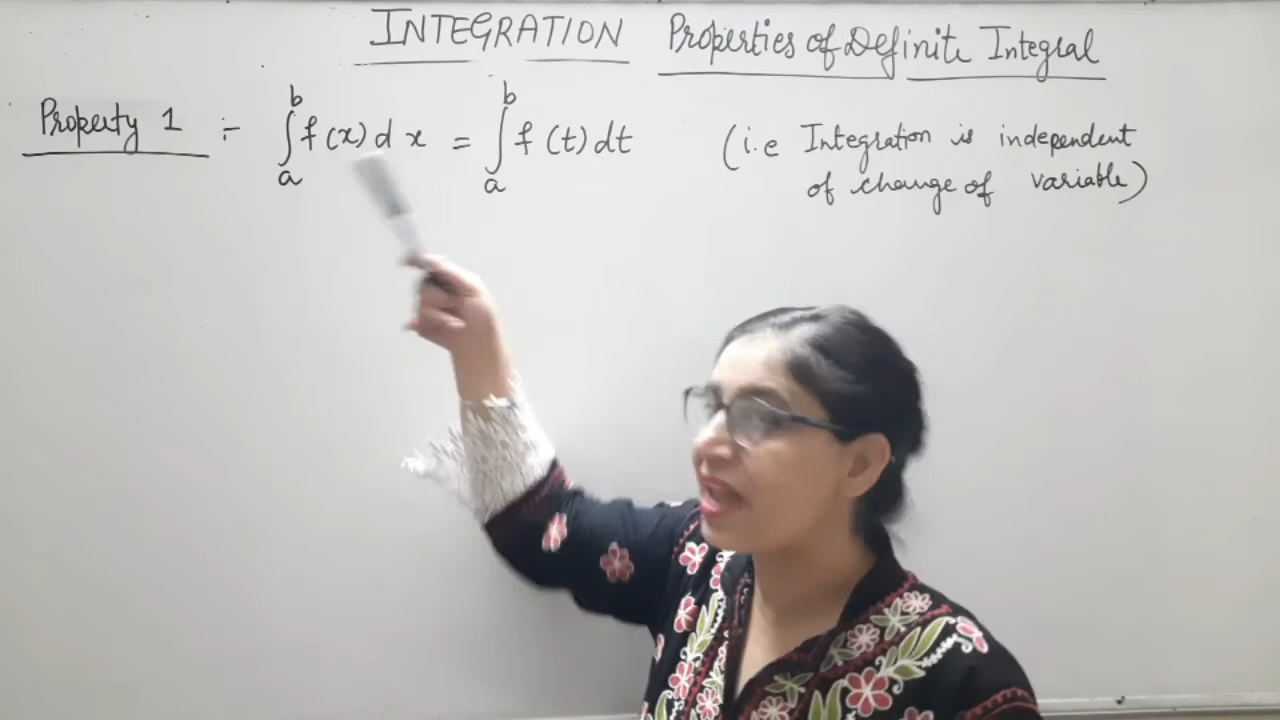 INTEGRATION Properties of Definite Integral
Property 1 :- ∫ₐᵇ f(x) dx = ∫ₐᵇ f(t) dt (i.e Integration is independent
of change of variable)